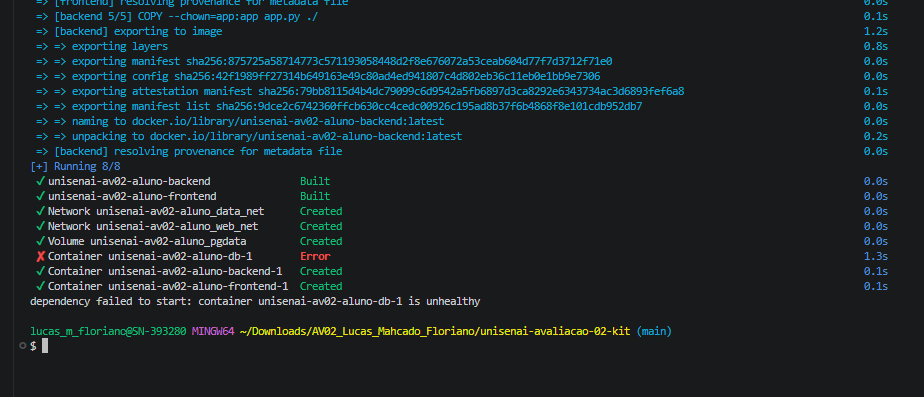 => [frontend] resolving provenance for metadata file 0.0s
=> [backend 5/5] COPY --chown=app:app app.py ./ 0.1s
=> [backend] exporting to image 1.2s
=> => exporting layers 0.8s
=> => exporting manifest sha256:875725a58714773c571193058448d2f8e676072a53ceab604d77f7d3712f71e0 0.0s
=> => exporting config sha256:42f1989ff27314b649163e49c80ad4ed941807c4d802eb36c11eb0e1bb9e7306 0.0s
=> => exporting attestation manifest sha256:79bb8115d4b4dc79099c6d9542a5fb6897d3ca8292e6343734ac3d6893fef6a8 0.1s
=> => exporting manifest list sha256:9dce2c6742360ffcb630cc4cedc00926c195ad8b37f6b4868f8e101cdb952db7 0.0s
=> => naming to docker.io/library/unisenai-av02-aluno-backend:latest 0.0s
=> => unpacking to docker.io/library/unisenai-av02-aluno-backend:latest 0.2s
=> [backend] resolving provenance for metadata file 0.0s
[+] Running 8/8
✔ unisenai-av02-aluno-backend Built 0.0s
✔ unisenai-av02-aluno-frontend Built 0.0s
✔ Network unisenai-av02-aluno_data_net Created 0.0s
✔ Network unisenai-av02-aluno_web_net Created 0.0s
✔ Volume unisenai-av02-aluno_pgdata Created 0.0s
✘ Container unisenai-av02-aluno-db-1 Error 1.3s
✔ Container unisenai-av02-aluno-backend-1 Created 0.1s
✔ Container unisenai-av02-aluno-frontend-1 Created 0.1s
dependency failed to start: container unisenai-av02-aluno-db-1 is unhealthy
lucas_m_floriano@SN-393280 MINGW64 ~/Downloads/AV02_Lucas_Mahcado_Floriano/unisenai-avaliacao-02-kit (main)
$